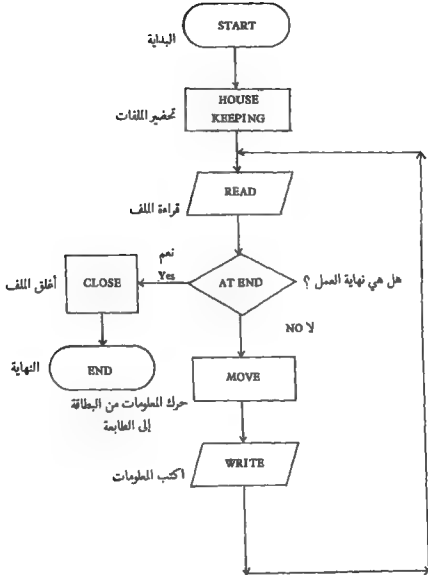 START
البداية
HOUSE
KEEPING
تحضير الملفات
READ
قراءة الملف
نعم
Yes
AT END
هل هي نهاية العمل ؟
CLOSE
أغلق الملف
لا NO
END
النهاية
MOVE
حرك المعلومات من البطاقة
إلى الطابعة
WRITE
اكتب المعلومات